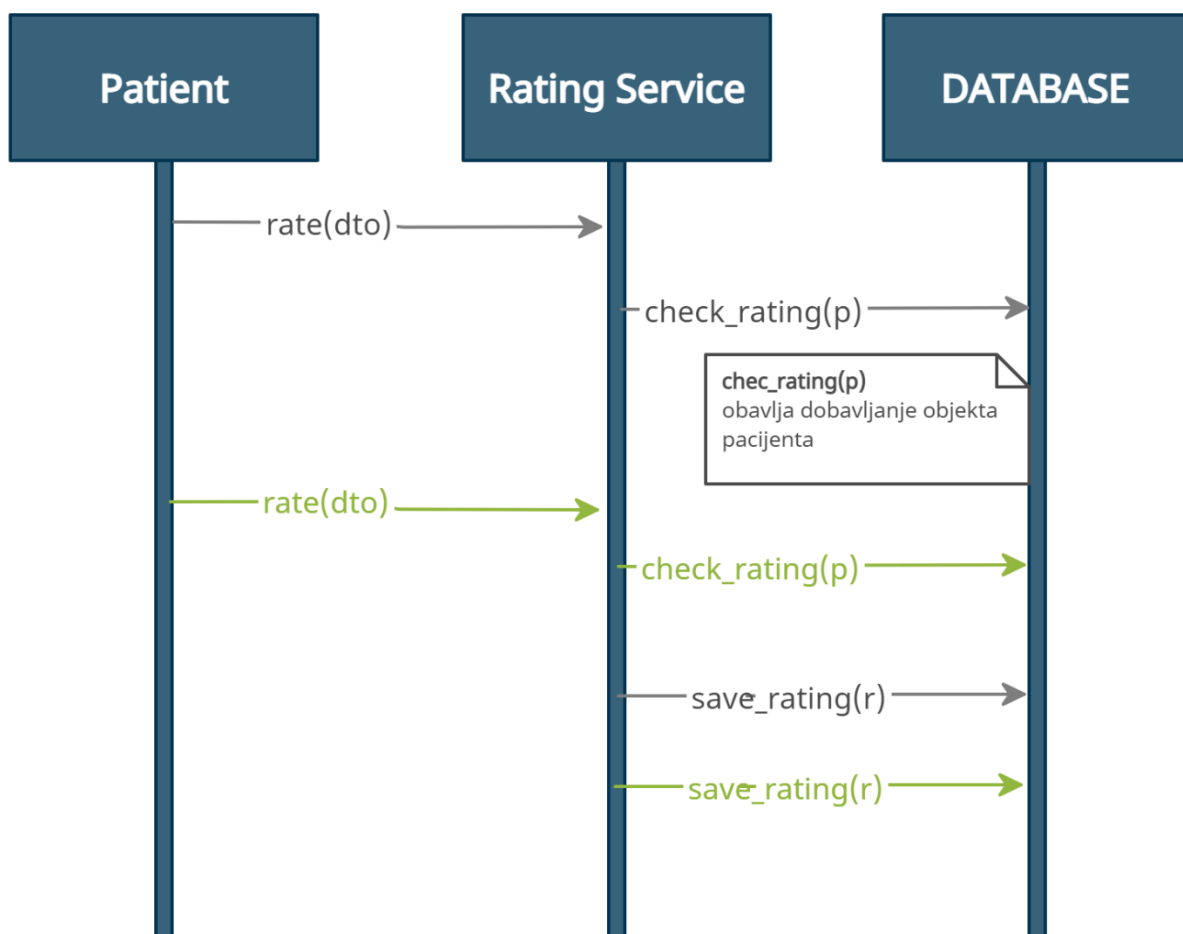 Patient
Rating Service
DATABASE
rate(dto)
check_rating(p)
chec_rating(p)
obavlja dobavljanje objekta
pacijenta
rate(dto)
check_rating(p)
save_rating(r)
save_rating(r)